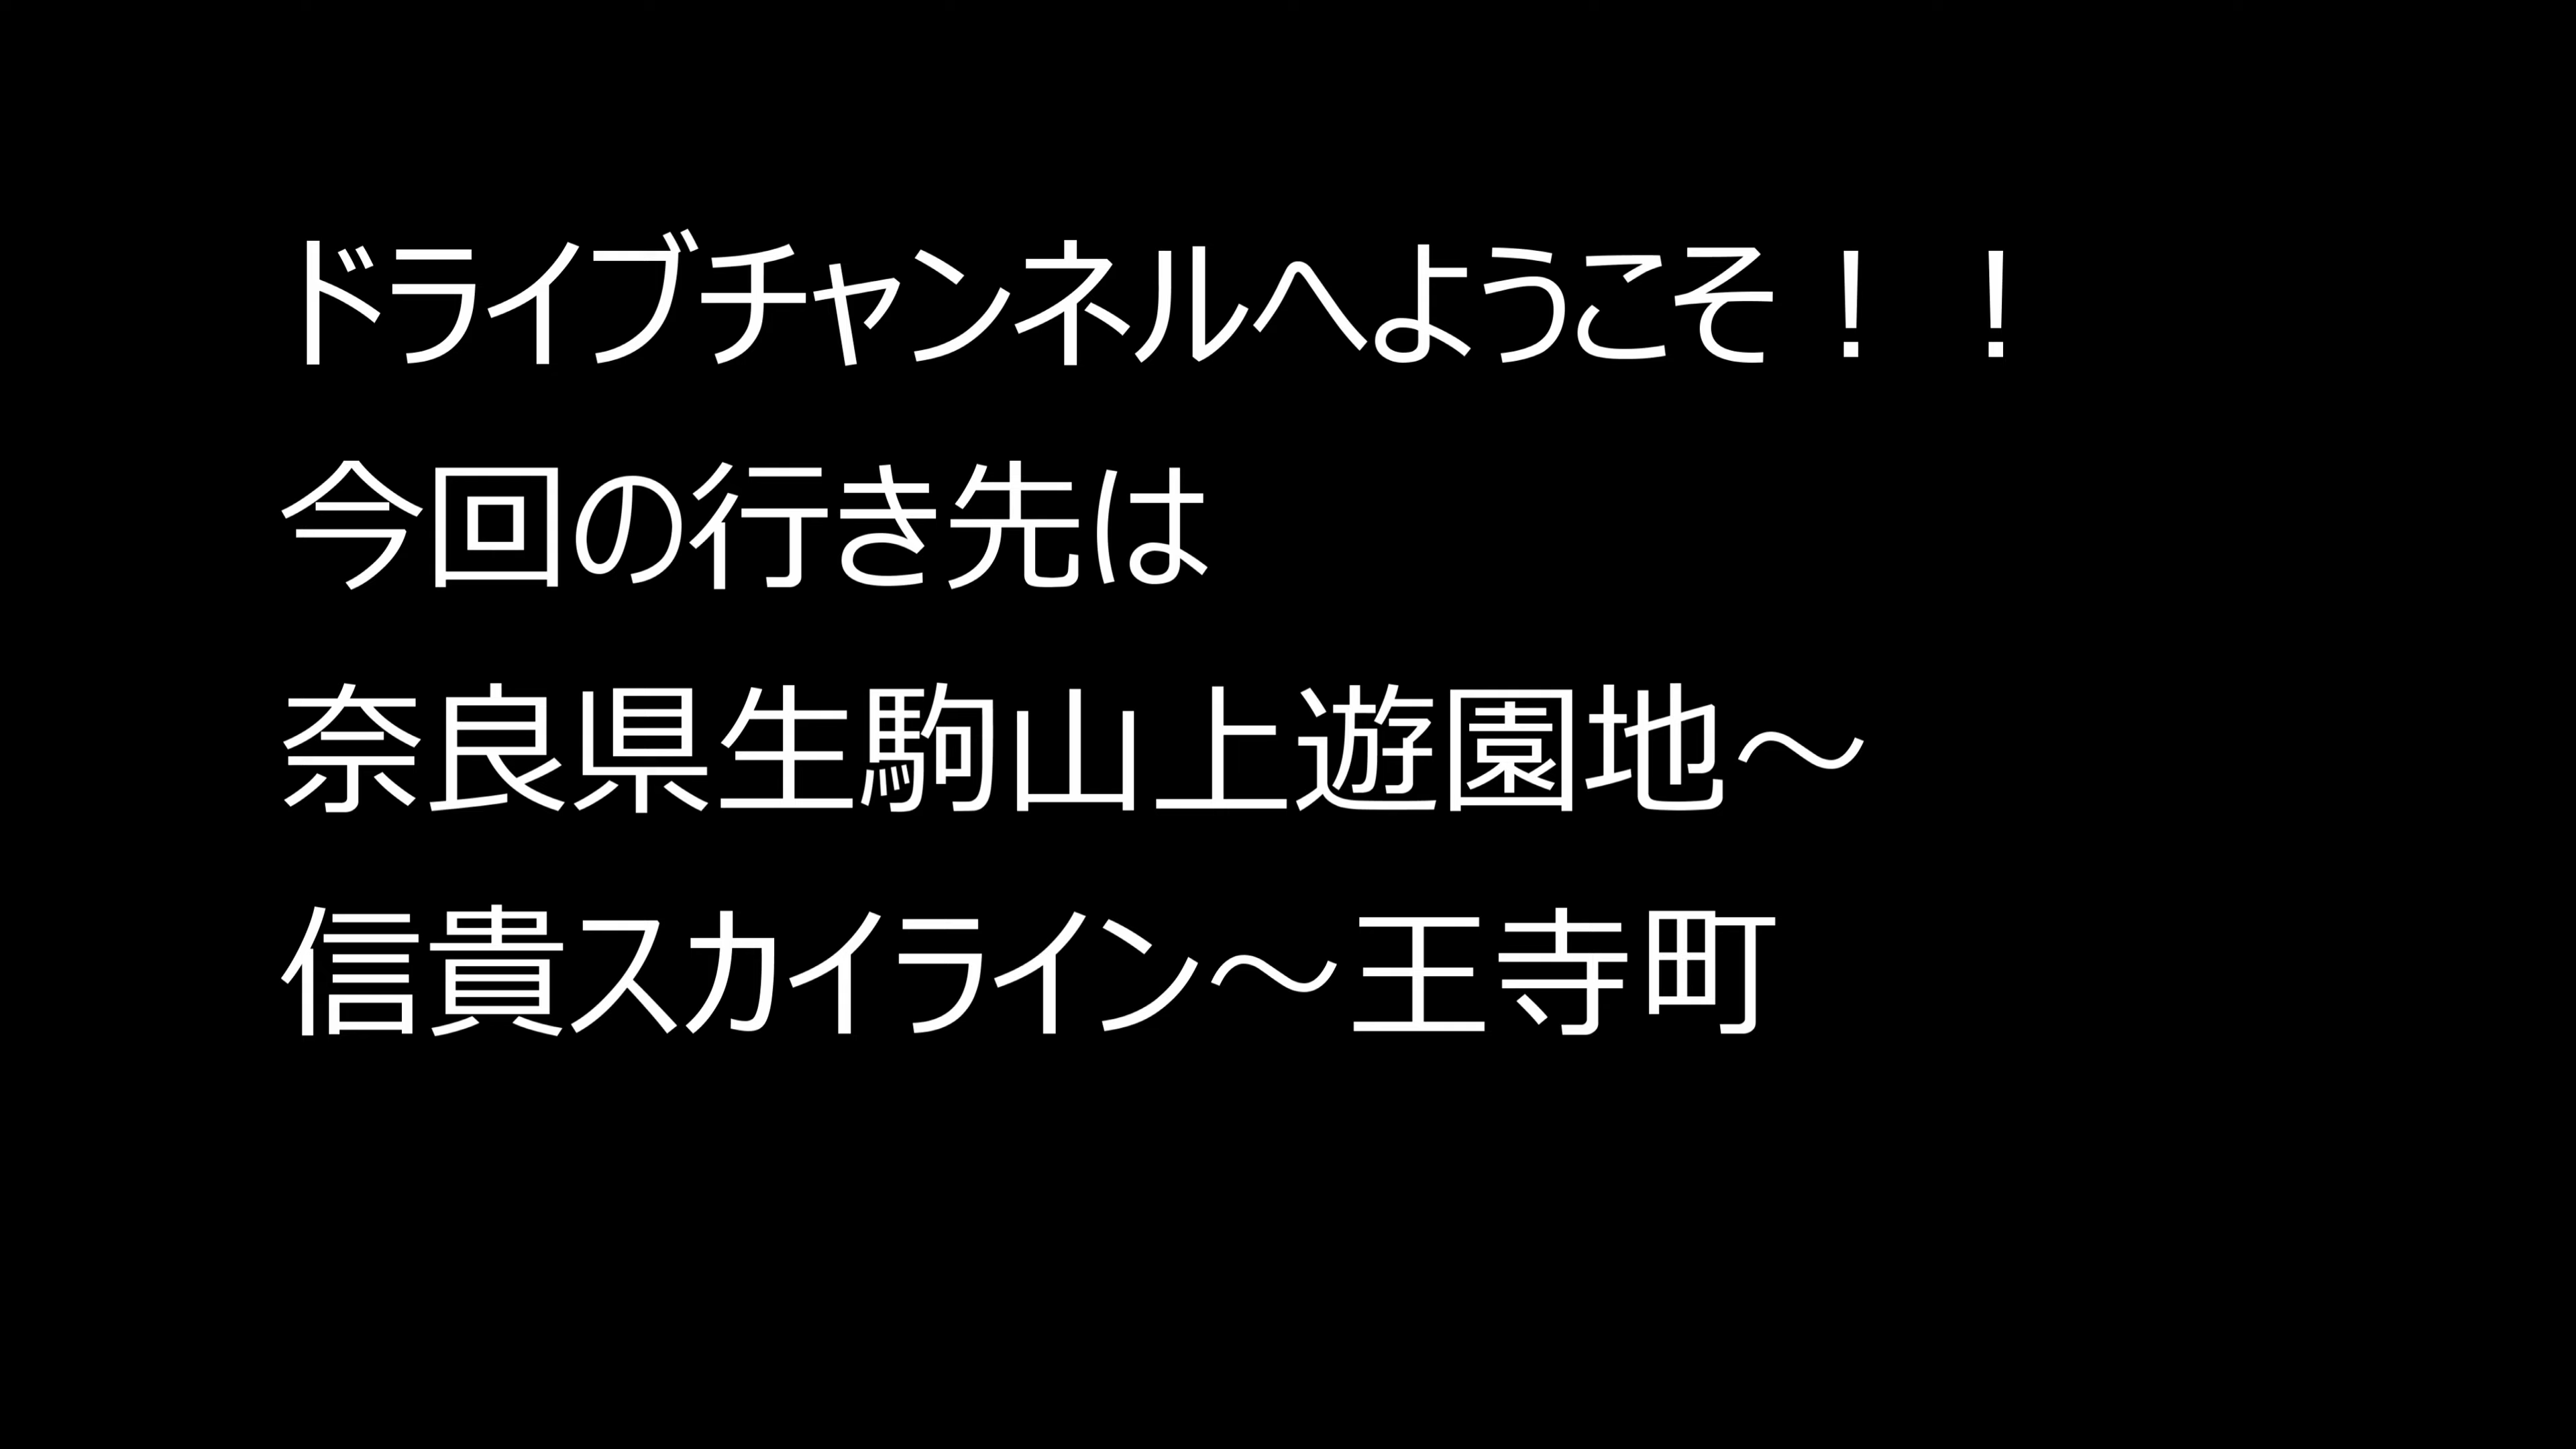 ドライブチャンネルへようこそ！！
今回の行き先は
奈良県生駒山上遊園地～
信貴スカイライン～王寺町